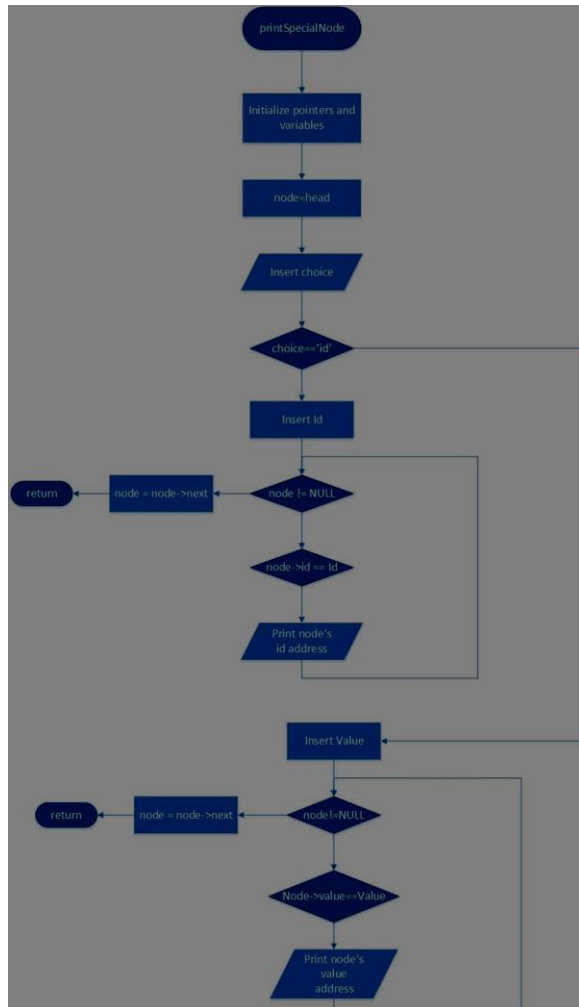 printSpecialNode
Initialize pointers and
variables
node=head
Insert choice
choice=='id'
Insert Id
return
node = node->next
node != NULL
node->id == Id
Print node's
id address
Insert Value
return
node = node->next
node!=NULL
Node->value==Value
Print node's
value
address